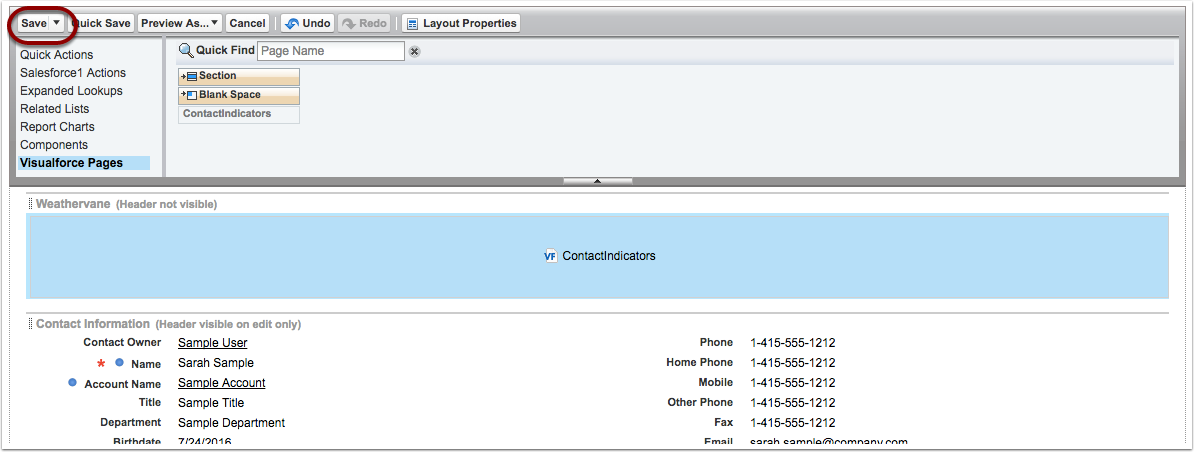 Save Quick Save Preview As... Cancel Undo Redo Layout Properties
Quick Actions
Salesforce1 Actions
Expanded Lookups
Related Lists
Report Charts
Components
Visualforce Pages
Quick Find Page Name
Section
Blank Space
ContactIndicators
Weathervane (Header not visible)
VF ContactIndicators
Contact Information (Header visible on edit only)
Contact Owner Sample User Phone 1-415-555-1212
* Name Sarah Sample Home Phone 1-415-555-1212
Account Name Sample Account Mobile 1-415-555-1212
Title Sample Title Other Phone 1-415-555-1212
Department Sample Department Fax 1-415-555-1212
Birthdate 7/24/2016 Email sarah.sample@company.com